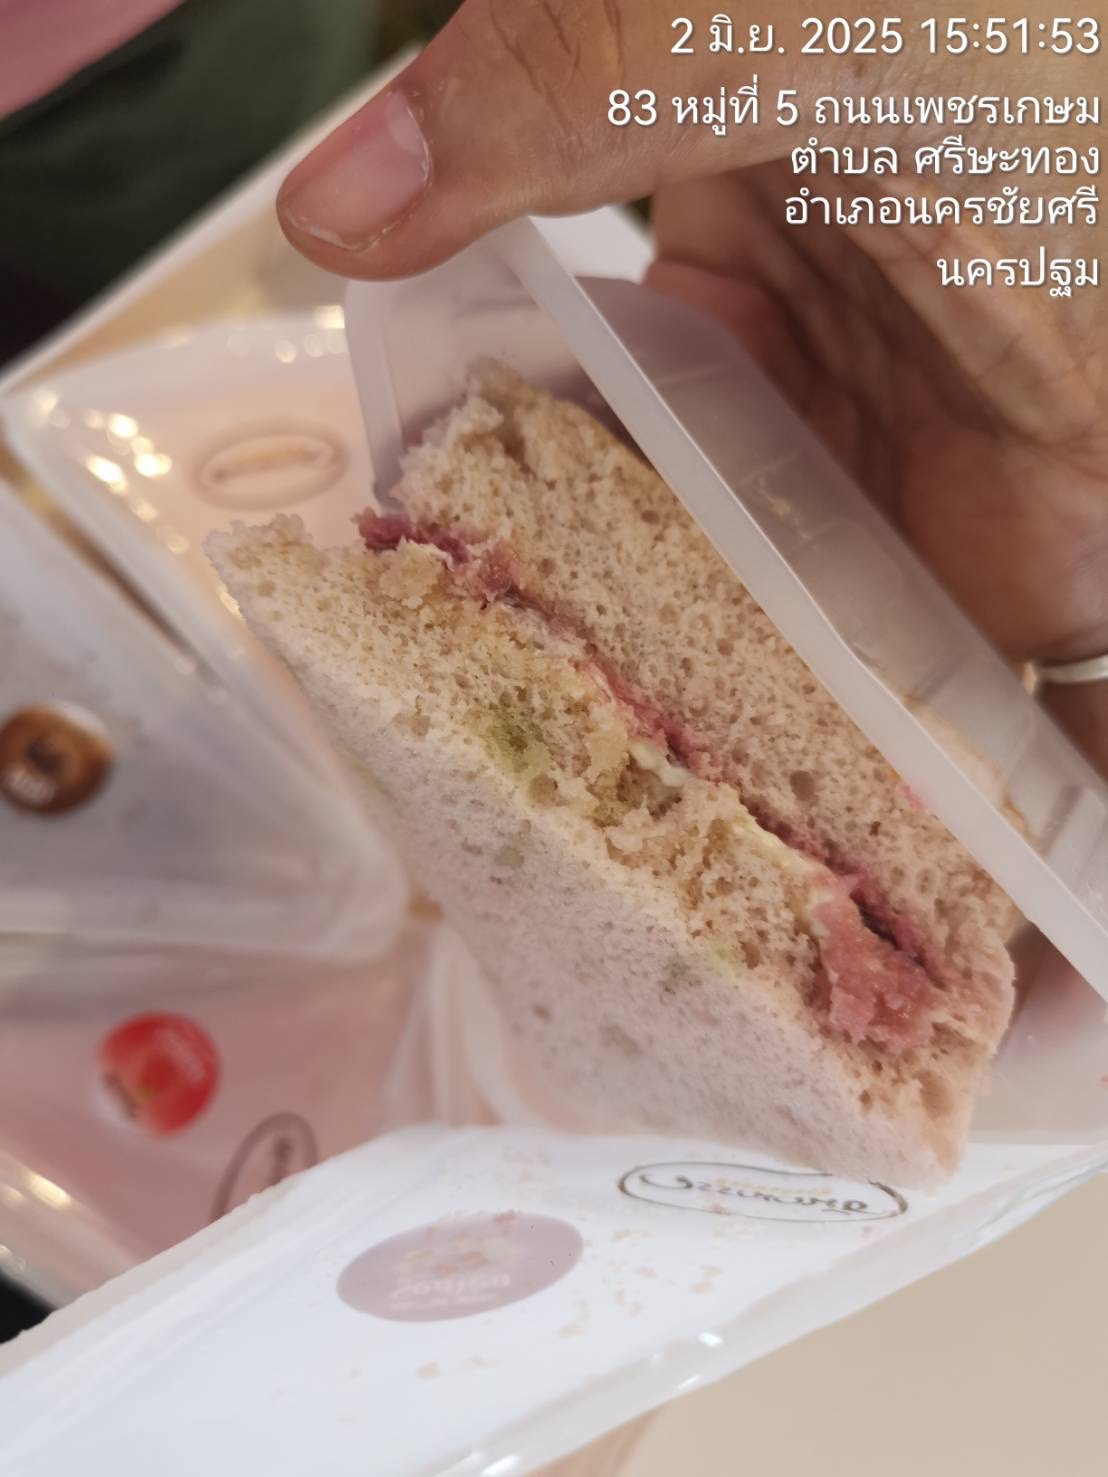 2 มิ.ย. 2025 15:51:53
83 หมู่ที่ 5 ถนนเพชรเกษม
ตำบล ศรีษะทอง
อำเภอนครชัยศรี
นครปฐม